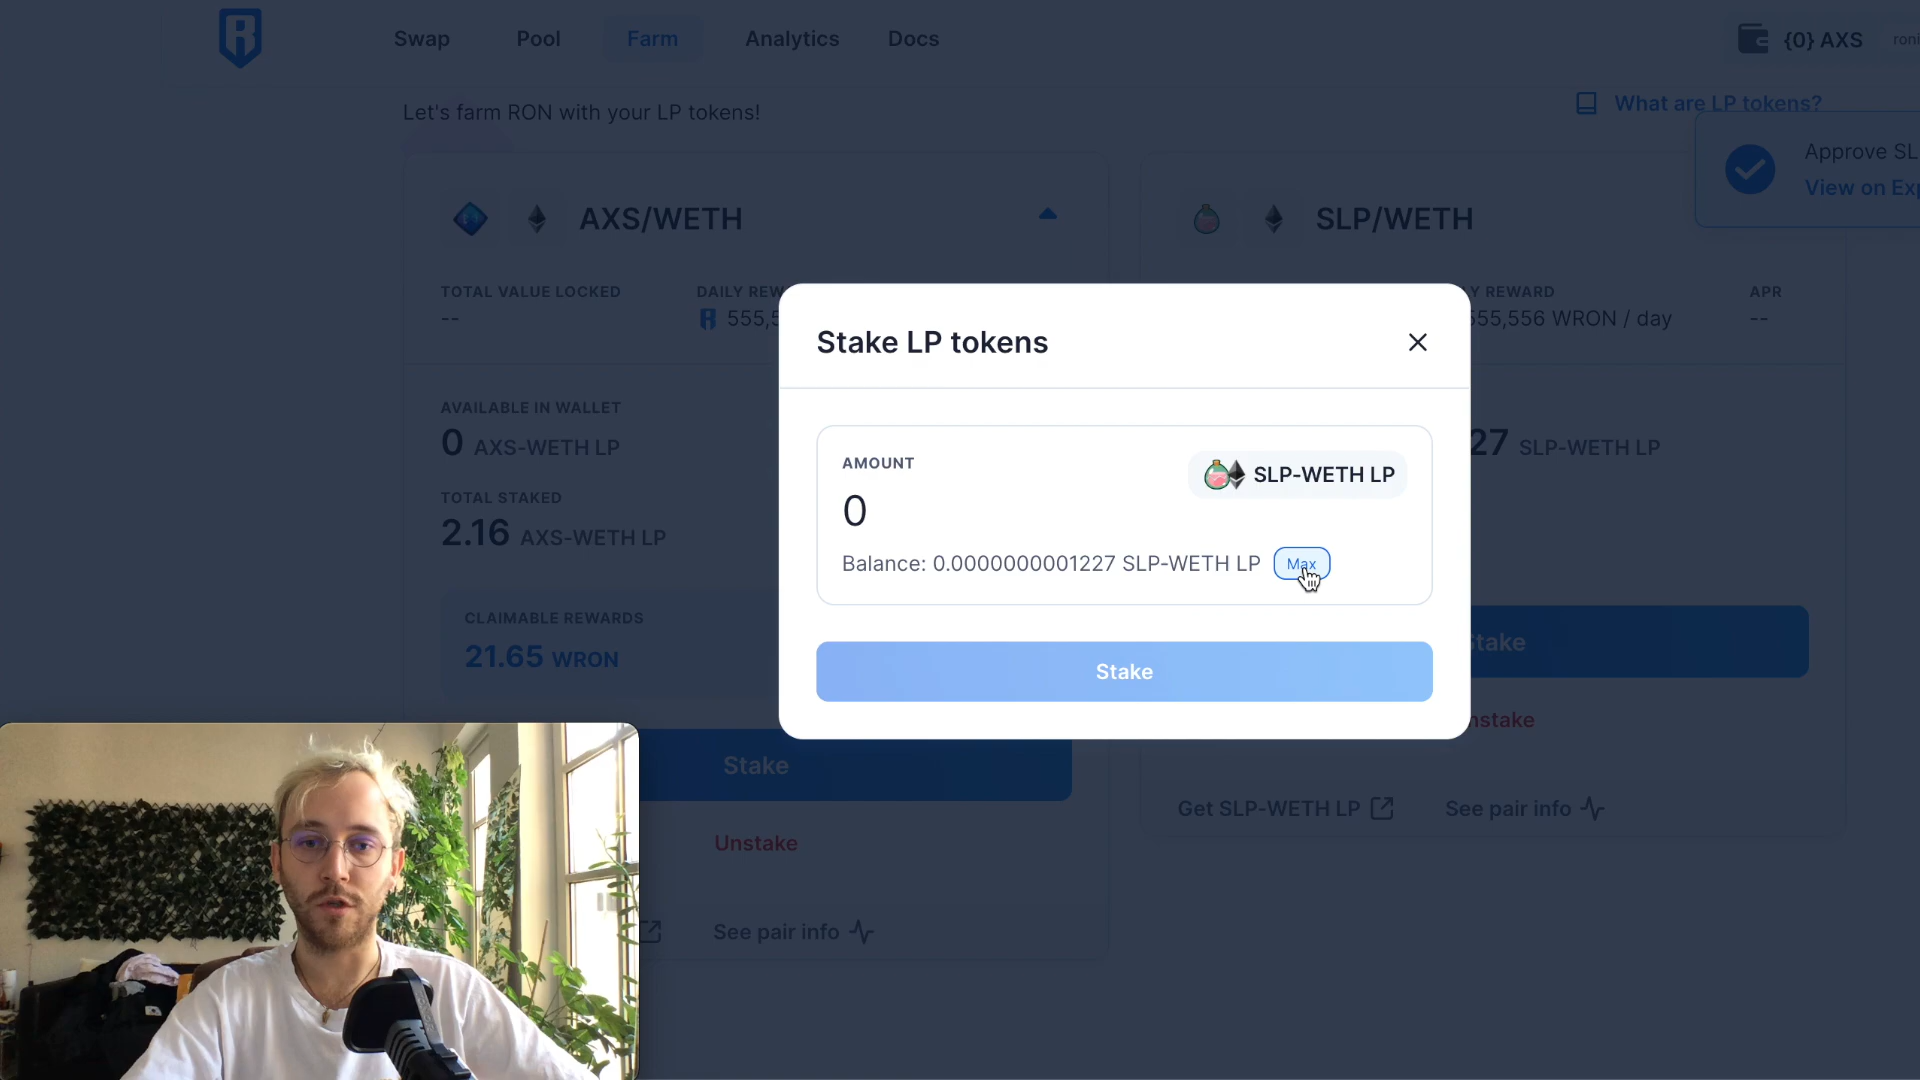 Swap Pool Farm Analytics Docs {0} AXS roni
Let's farm RON with your LP tokens!
What are LP tokens?
Approve SL
View on Exp
AXS/WETH
SLP/WETH
TOTAL VALUE LOCKED
--
DAILY REW
555,5
Y REWARD
555,556 WRON / day
APR
--
AVAILABLE IN WALLET
0 AXS-WETH LP
TOTAL STAKED
2.16 AXS-WETH LP
CLAIMABLE REWARDS
21.65 WRON
Stake
Unstake
See pair info
27 SLP-WETH LP
Stake
nstake
Get SLP-WETH LP
See pair info
Stake LP tokens
AMOUNT
SLP-WETH LP
0
Balance: 0.0000000001227 SLP-WETH LP Max
Stake